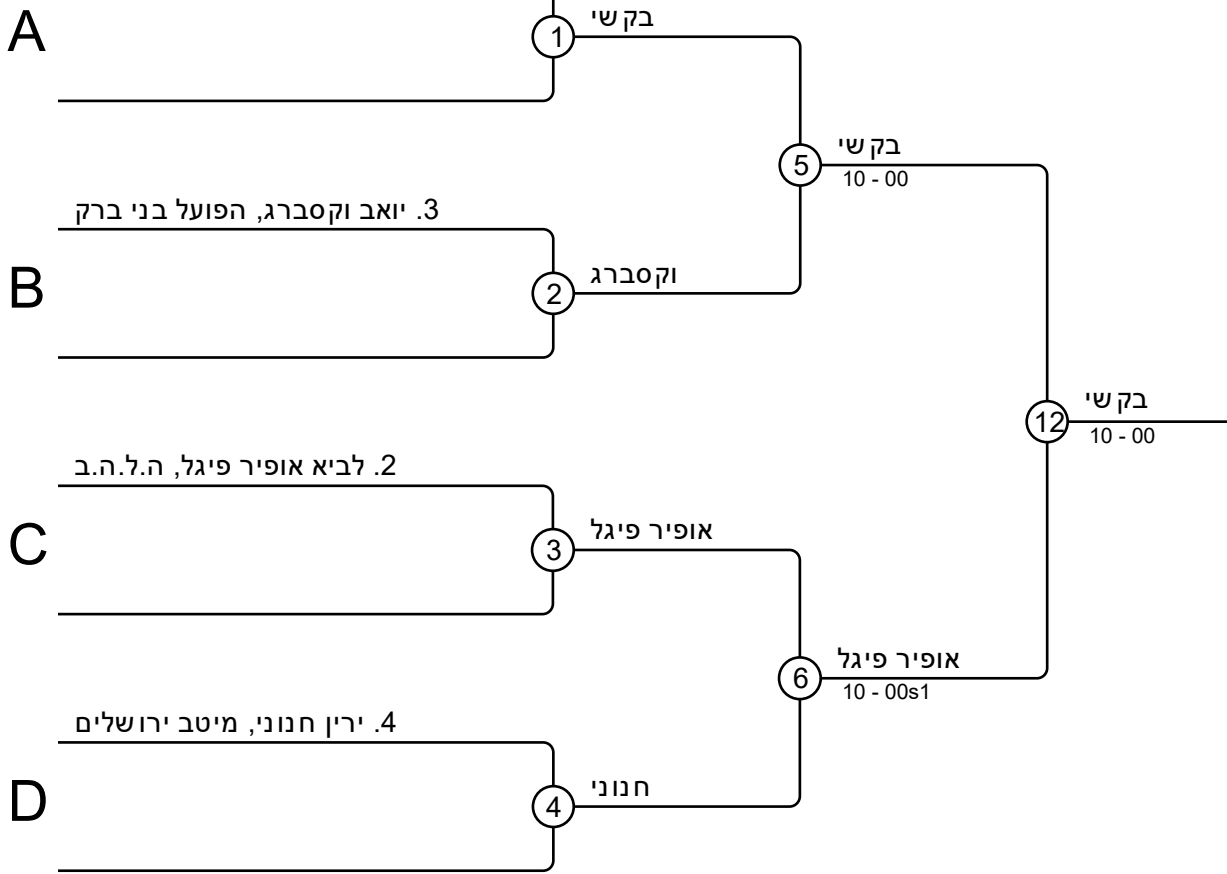 A
1
בקשי
5
בקשי
10 - 00
3. יואב וקסברג, הפועל בני ברק
B
2
וקסברג
12
בקשי
10 - 00
2. לביא אופיר פיגל, ה.ל.ה.ב
C
3
אופיר פיגל
6
אופיר פיגל
10 - 00s1
4. ירין חנוני, מיטב ירושלים
D
4
חנוני